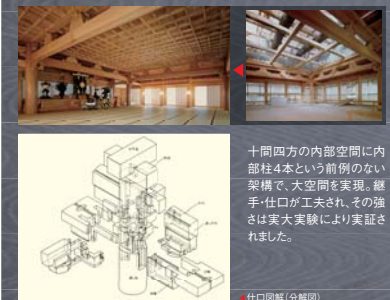 十間四方の内部空間に内
部柱4本という前例のない
架構で、大空間を実現。継
手・仕口が工夫され、その強
さは実大実験により実証さ
れました。
仕口図解(分解図)